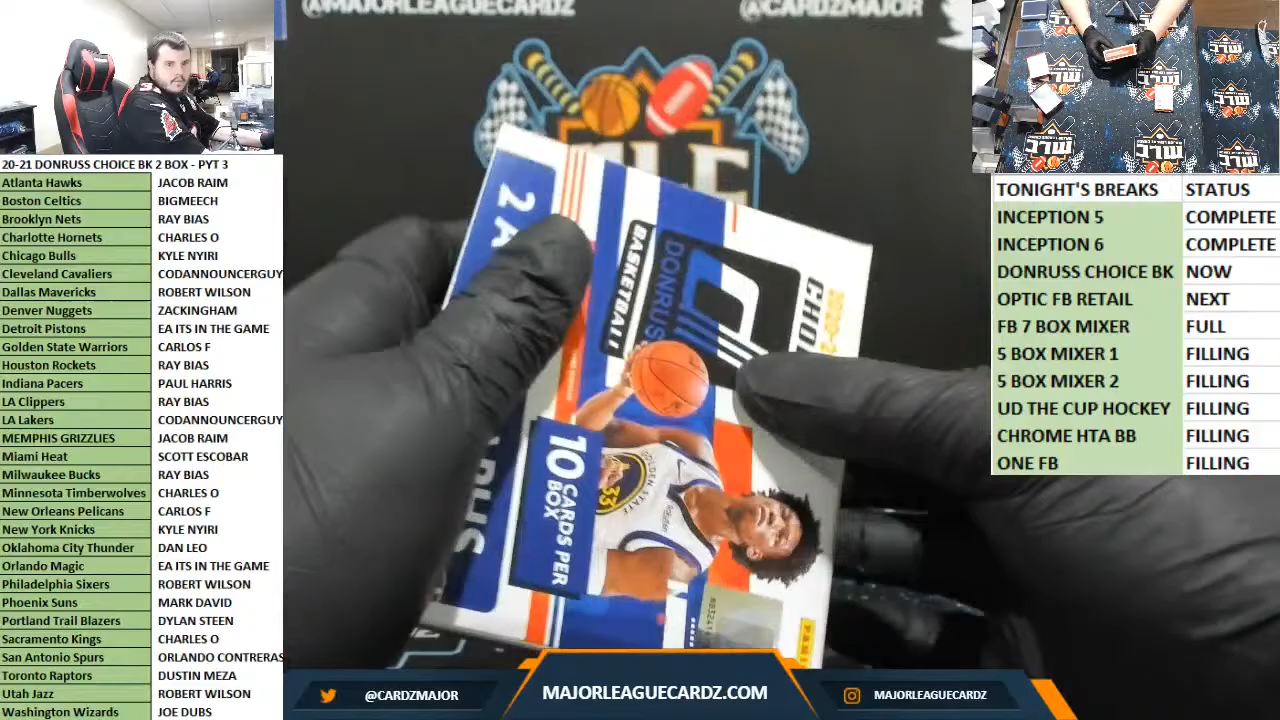 @MAJORLEAGUECARDZ
@CARDZMAJOR
20-21 DONRUSS CHOICE BK 2 BOX - PYT 3
Atlanta Hawks JACOB RAIM
Boston Celtics BIGMEECH
Brooklyn Nets RAY BIAS
Charlotte Hornets CHARLES O
Chicago Bulls KYLE NYIRI
Cleveland Cavaliers CODANNOUNCERGUY
Dallas Mavericks ROBERT WILSON
Denver Nuggets ZACKINGHAM
Detroit Pistons EA ITS IN THE GAME
Golden State Warriors CARLOS F
Houston Rockets RAY BIAS
Indiana Pacers PAUL HARRIS
LA Clippers RAY BIAS
LA Lakers CODANNOUNCERGUY
MEMPHIS GRIZZLIES JACOB RAIM
Miami Heat SCOTT ESCOBAR
Milwaukee Bucks RAY BIAS
Minnesota Timberwolves CHARLES O
New Orleans Pelicans CARLOS F
New York Knicks KYLE NYIRI
Oklahoma City Thunder DAN LEO
Orlando Magic EA ITS IN THE GAME
Philadelphia Sixers ROBERT WILSON
Phoenix Suns MARK DAVID
Portland Trail Blazers DYLAN STEEN
Sacramento Kings CHARLES O
San Antonio Spurs ORLANDO CONTRERAS
Toronto Raptors DUSTIN MEZA
Utah Jazz ROBERT WILSON
Washington Wizards JOE DUBS
2 A
CHO
DONRUSS
BASKETBALL
10 CARDS PER
BOX
GOLDEN STATE
33
Rakuten
TONIGHT'S BREAKS STATUS
INCEPTION 5 COMPLETE
INCEPTION 6 COMPLETE
DONRUSS CHOICE BK NOW
OPTIC FB RETAIL NEXT
FB 7 BOX MIXER FULL
5 BOX MIXER 1 FILLING
5 BOX MIXER 2 FILLING
UD THE CUP HOCKEY FILLING
CHROME HTA BB FILLING
ONE FB FILLING
@CARDZMAJOR
MAJORLEAGUECARDZ.COM
MAJORLEAGUECARDZ